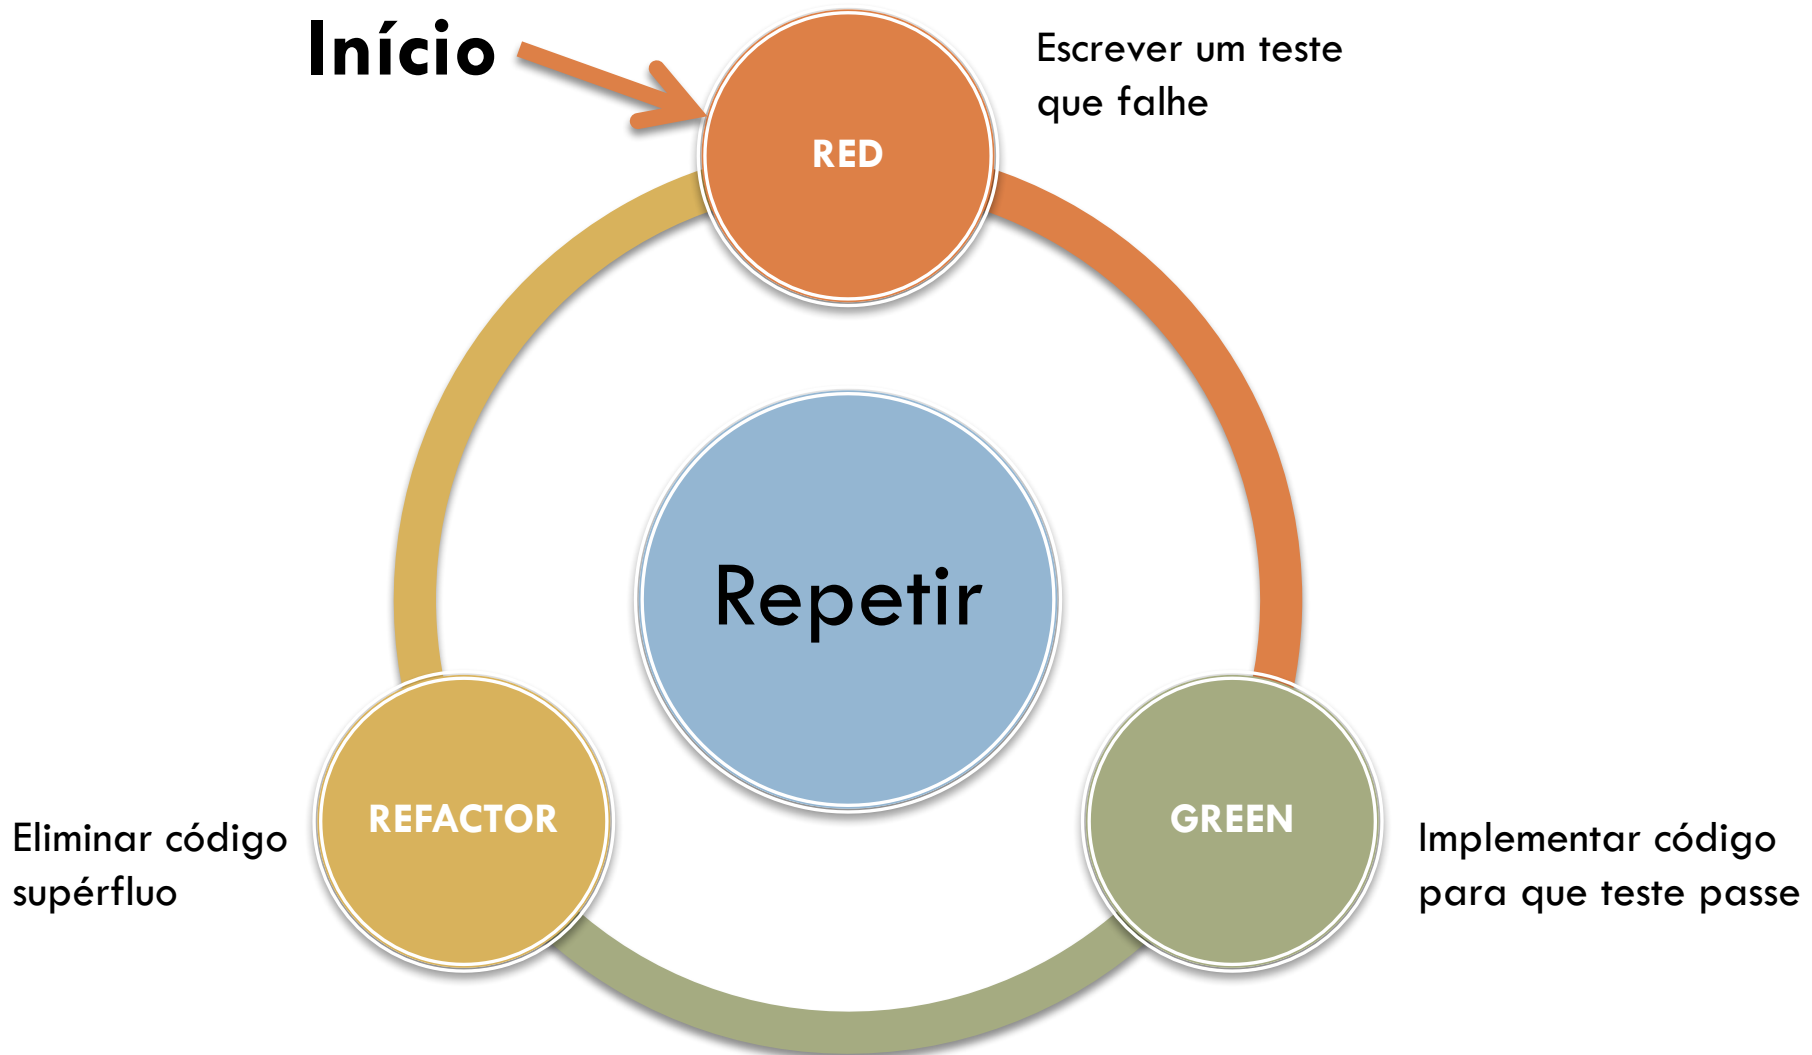 Início
Escrever um teste
que falhe
RED
Repetir
REFACTOR
GREEN
Eliminar código
supérfluo
Implementar código
para que teste passe